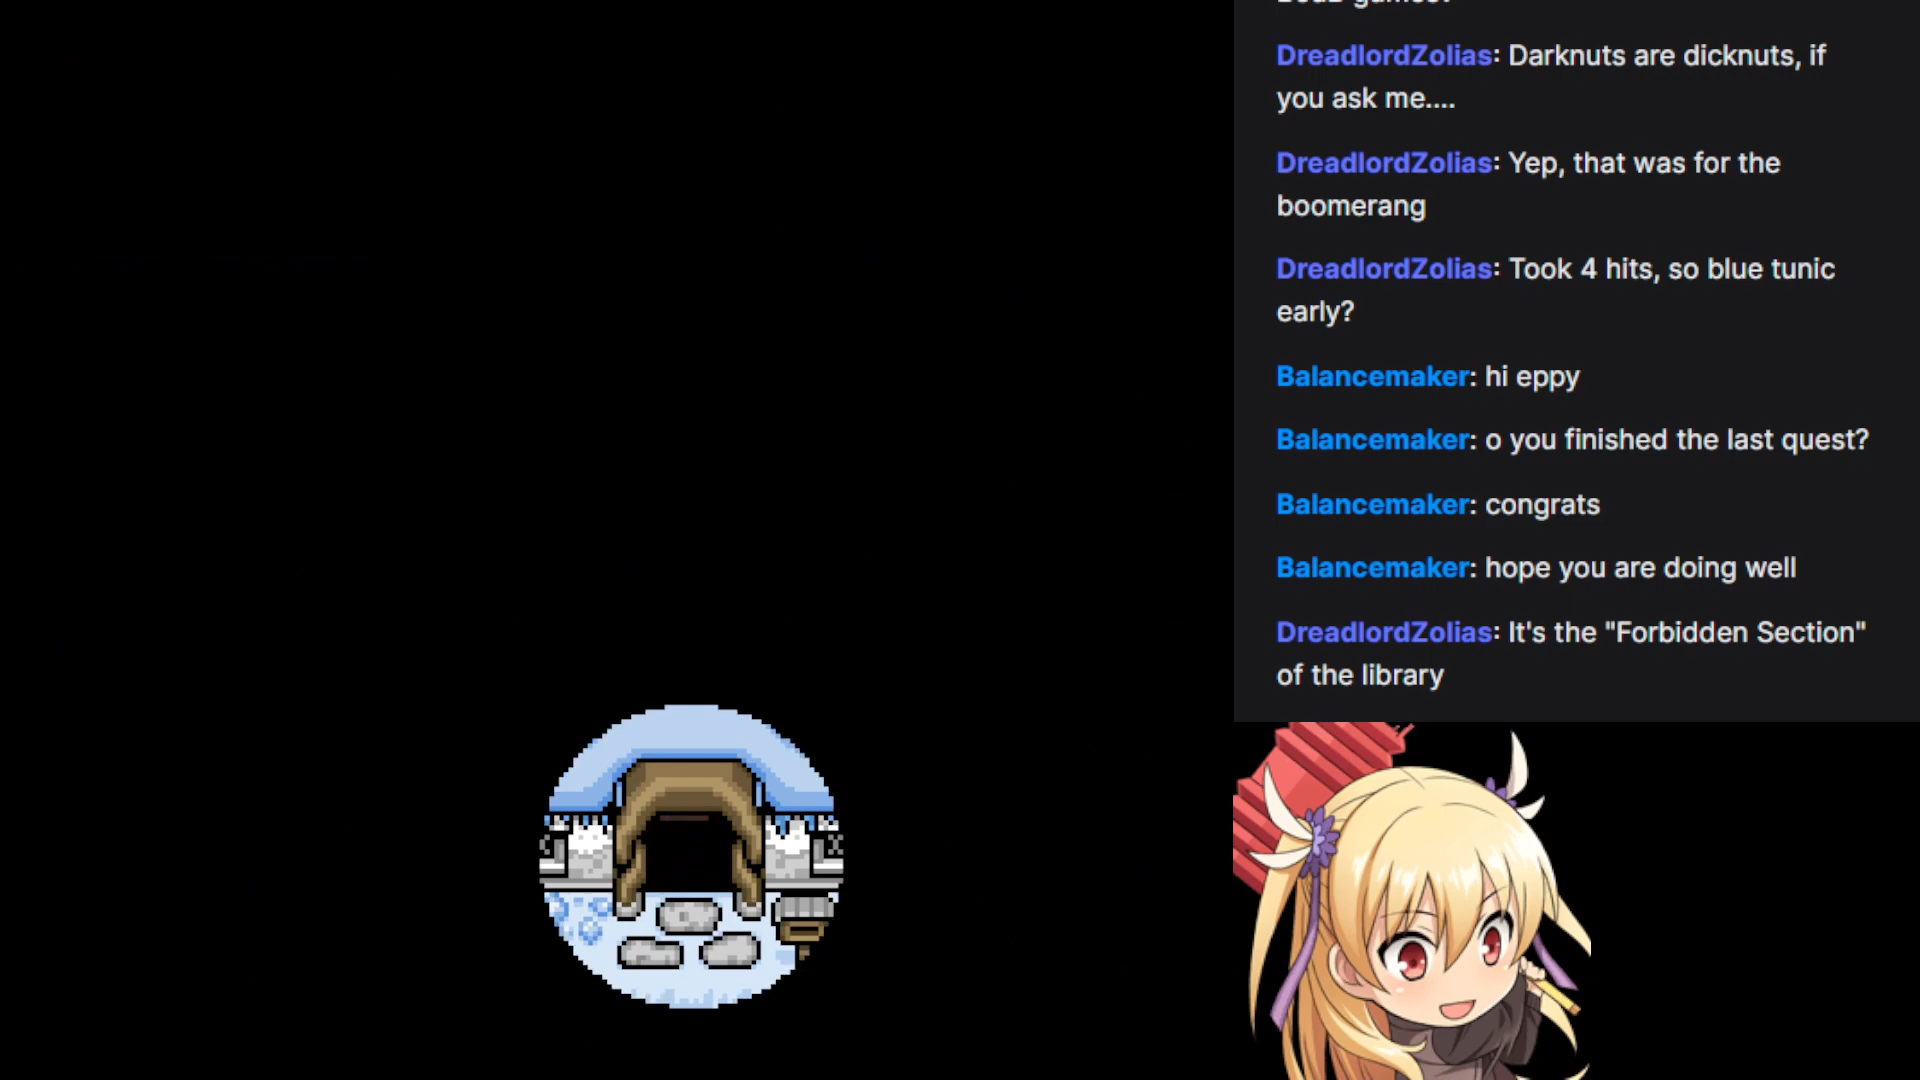 DreadlordZolias: Darknuts are dicknuts, if
you ask me....
DreadlordZolias: Yep, that was for the
boomerang
DreadlordZolias: Took 4 hits, so blue tunic
early?
Balancemaker: hi eppy
Balancemaker: o you finished the last quest?
Balancemaker: congrats
Balancemaker: hope you are doing well
DreadlordZolias: It's the "Forbidden Section"
of the library